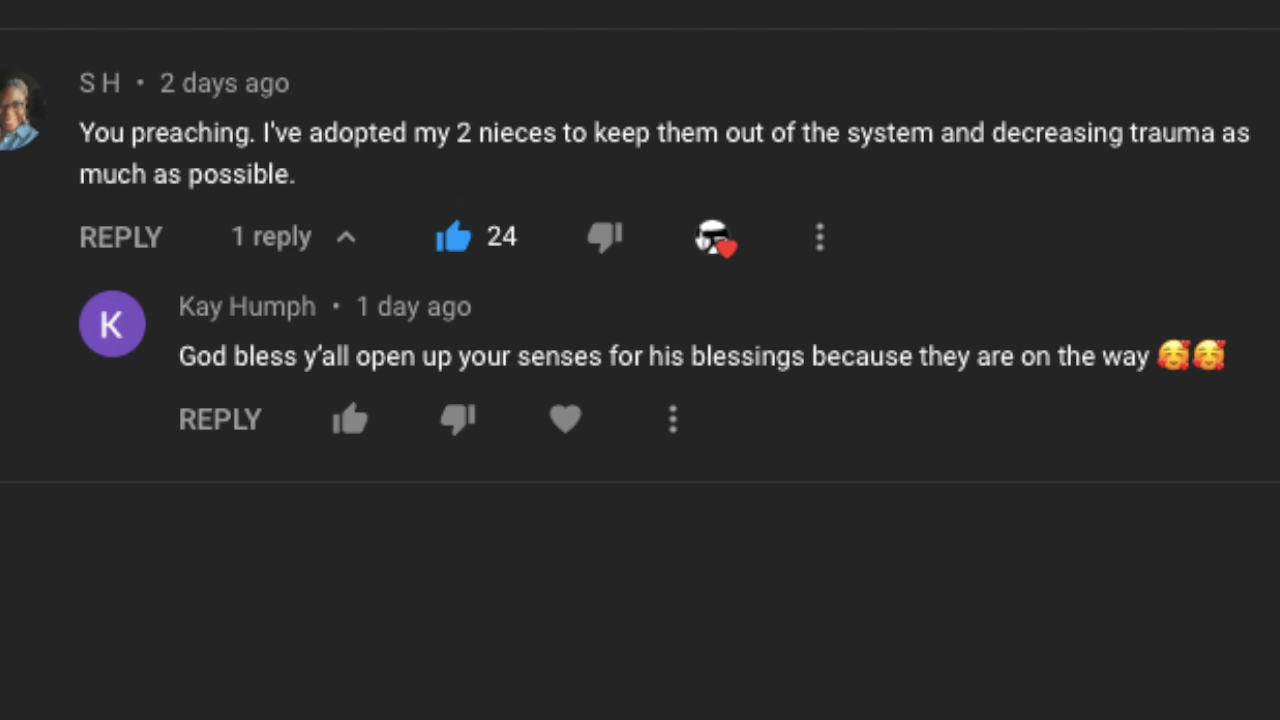 S H • 2 days ago
You preaching. I've adopted my 2 nieces to keep them out of the system and decreasing trauma as
much as possible.
REPLY 1 reply 24
K
Kay Humph • 1 day ago
God bless y'all open up your senses for his blessings because they are on the way 🥰🥰
REPLY